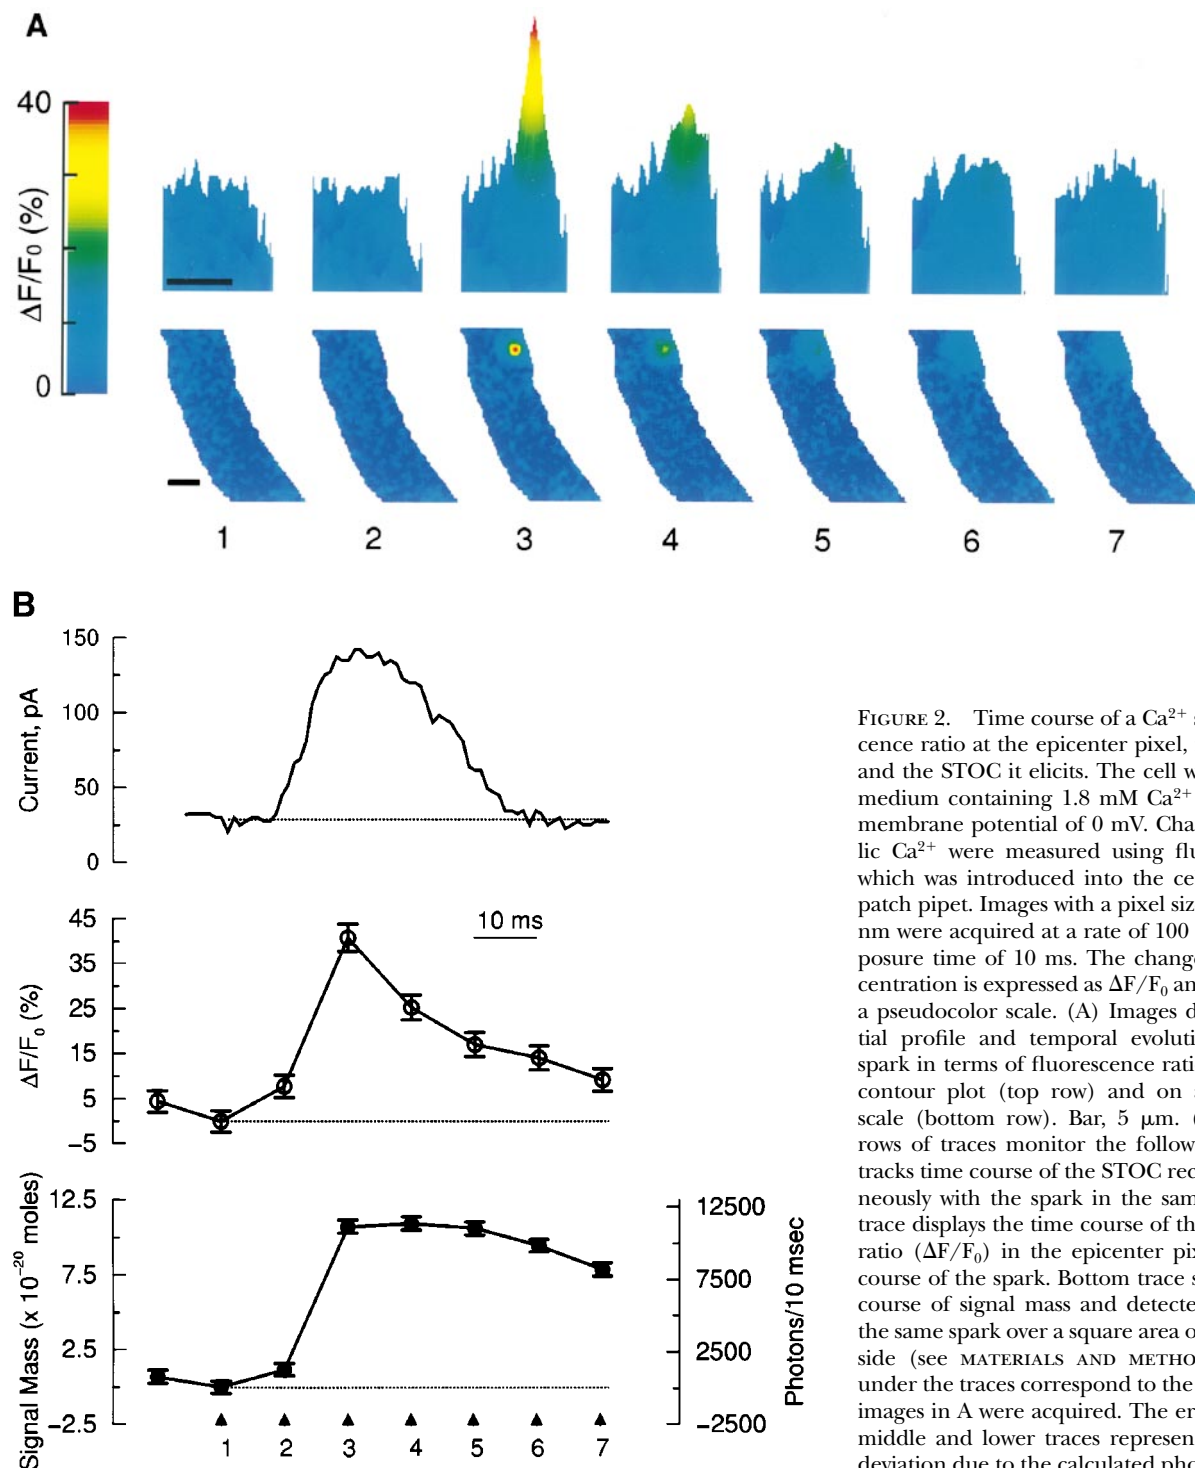 A
40
ΔF/F0 (%)
0
1 2 3 4 5 6 7
B
150
100
50
0
Current, pA
45
35
25
15
5
-5
ΔF/F0 (%)
10 ms
12.5
7.5
2.5
-2.5
Signal Mass (x 10⁻²⁰ moles)
12500
7500
2500
-2500
Photons/10 msec
1 2 3 4 5 6 7
FIGURE 2. Time course of a Ca²⁺
cence ratio at the epicenter pixel,
and the STOC it elicits. The cell w
medium containing 1.8 mM Ca²⁺
membrane potential of 0 mV. Cha
lic Ca²⁺ were measured using flu
which was introduced into the ce
patch pipet. Images with a pixel siz
nm were acquired at a rate of 100
posure time of 10 ms. The change
centration is expressed as ΔF/F₀ an
a pseudocolor scale. (A) Images d
tial profile and temporal evoluti
spark in terms of fluorescence rati
contour plot (top row) and on
scale (bottom row). Bar, 5 μm. (
rows of traces monitor the follow
tracks time course of the STOC rec
neously with the spark in the sam
trace displays the time course of th
ratio (ΔF/F₀) in the epicenter pix
course of the spark. Bottom trace s
course of signal mass and detecte
the same spark over a square area o
side (see MATERIALS AND METHO
under the traces correspond to the
images in A were acquired. The er
middle and lower traces represen
deviation due to the calculated pho